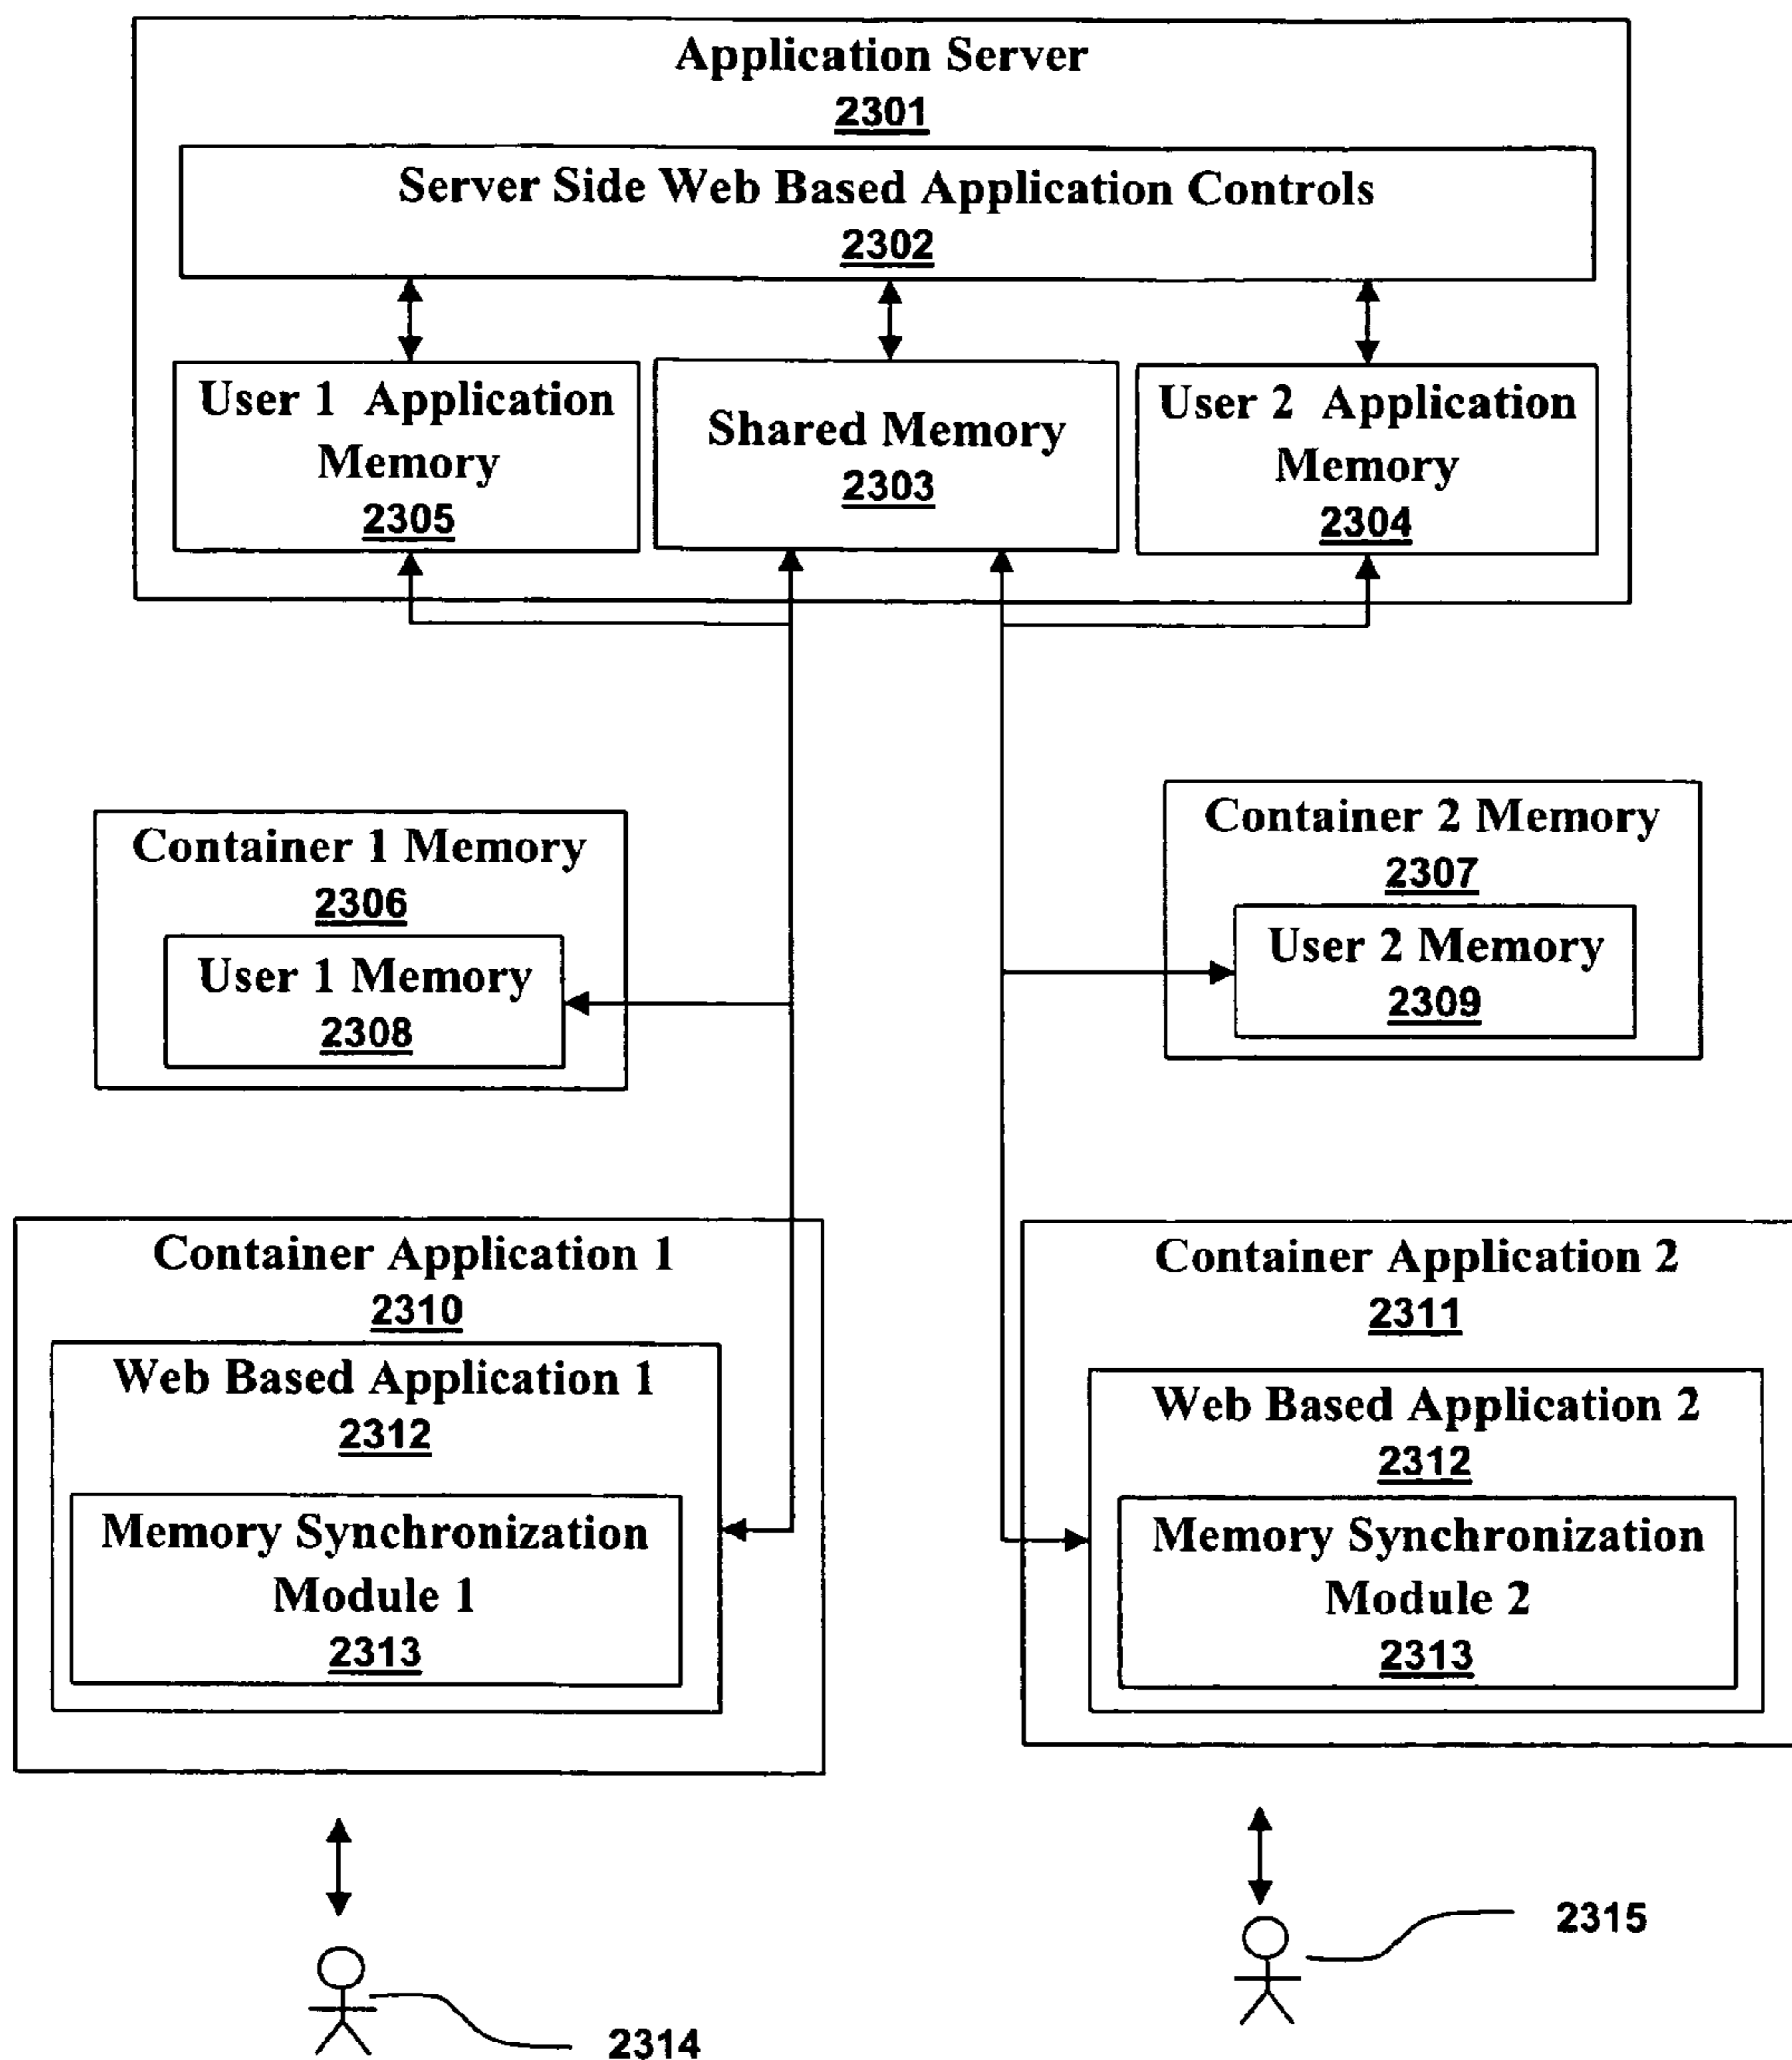 Application Server
2301
Server Side Web Based Application Controls
2302
User 1 Application
Memory
2305
Shared Memory
2303
User 2 Application
Memory
2304
Container 1 Memory
2306
User 1 Memory
2308
Container 2 Memory
2307
User 2 Memory
2309
Container Application 1
2310
Web Based Application 1
2312
Memory Synchronization
Module 1
2313
Container Application 2
2311
Web Based Application 2
2312
Memory Synchronization
Module 2
2313
2314
2315